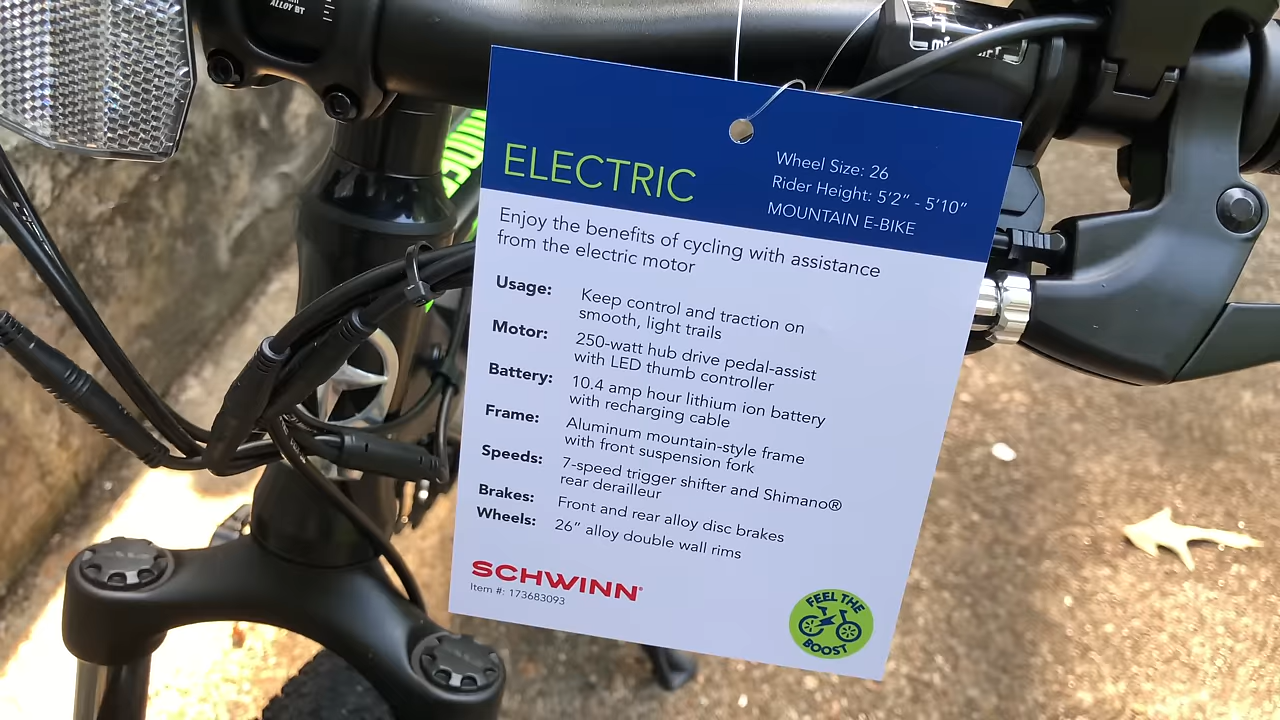 ALLOY BT
ELECTRIC
Wheel Size: 26
Rider Height: 5'2" - 5'10"
MOUNTAIN E-BIKE
Enjoy the benefits of cycling with assistance
from the electric motor
Usage: Keep control and traction on
smooth, light trails
Motor: 250-watt hub drive pedal-assist
with LED thumb controller
Battery: 10.4 amp hour lithium ion battery
with recharging cable
Frame: Aluminum mountain-style frame
with front suspension fork
Speeds: 7-speed trigger shifter and Shimano®
rear derailleur
Brakes: Front and rear alloy disc brakes
Wheels: 26" alloy double wall rims
SCHWINN®
Item #: 173683093
FEEL THE
BOOST